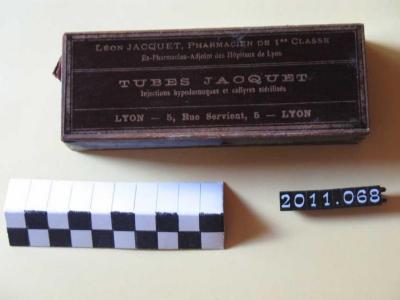 LÉON JACQUET, PHARMACIEN DE 1RE CLASSE
Ex-Pharmacien-Adjoint des Hôpitaux de Lyon
TUBES JACQUET
Injections hypodermiques et collyres stérilisés
LYON — 5, Rue Servient, 5 — LYON
2011.068